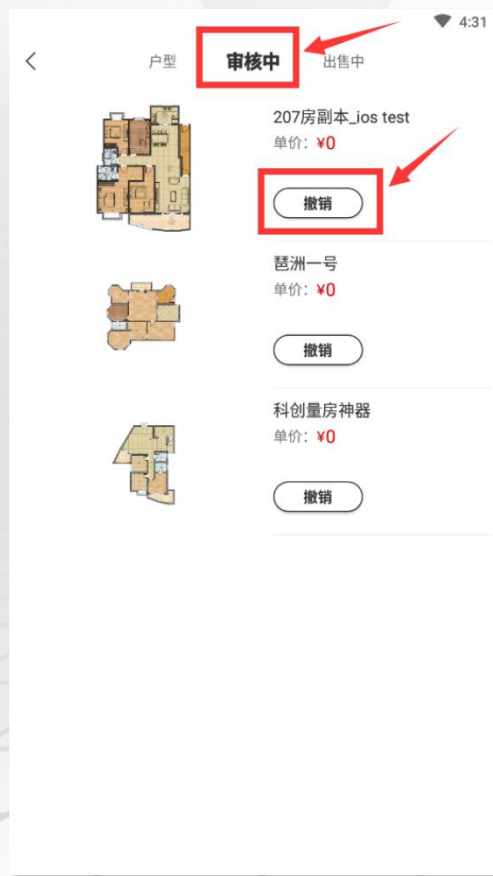 4:31
户型 审核中 出售中
207房副本_ios test
单价：¥0
撤销
琶洲一号
单价：¥0
撤销
科创量房神器
单价：¥0
撤销